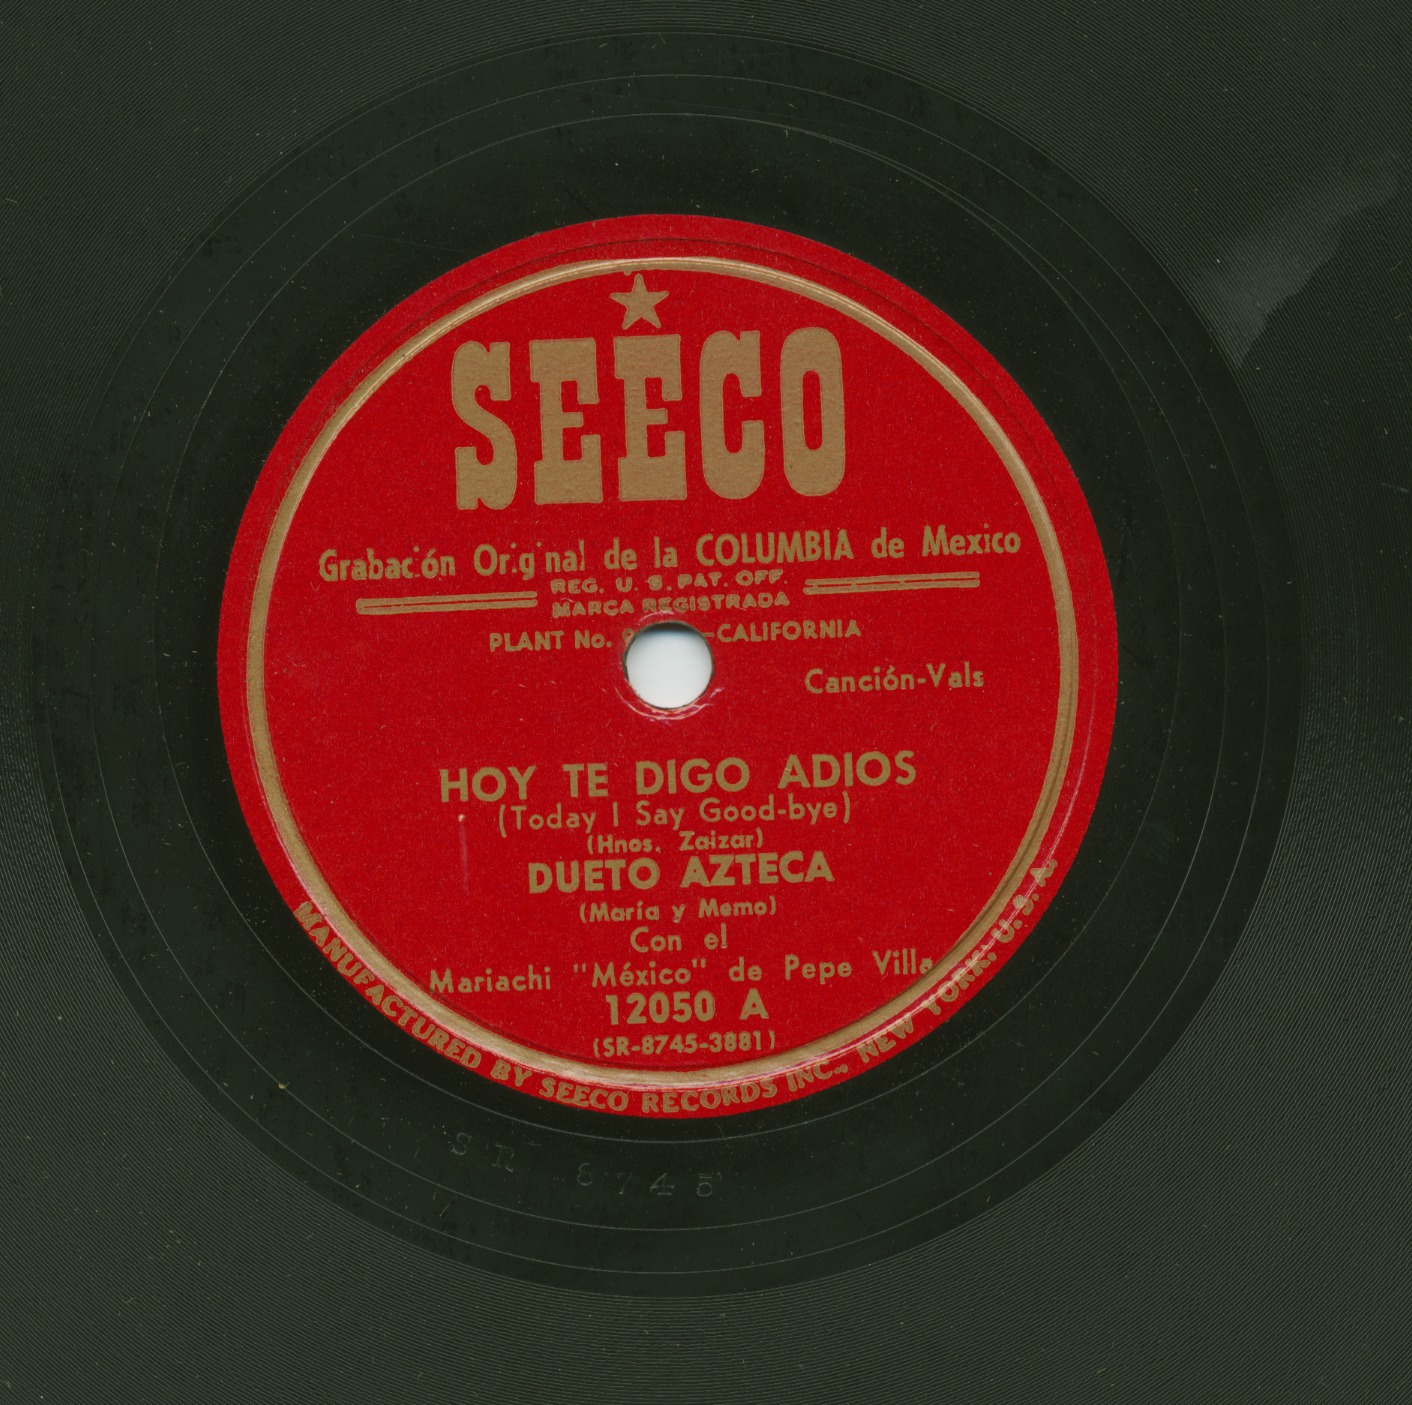 SEECO
Grabación Original de la COLUMBIA de Mexico
REG. U. S. PAT. OFF.
MARCA REGISTRADA
PLANT No. -CALIFORNIA
Canción-Vals
HOY TE DIGO ADIOS
(Today I Say Good-bye)
(Hnos. Zaizar)
DUETO AZTECA
(María y Memo)
Con el
Mariachi "México" de Pepe Villa
12050 A
(SR-8745-3881)
MANUFACTURED BY SEECO RECORDS INC., NEW YORK, U. S. A.
SR 8745